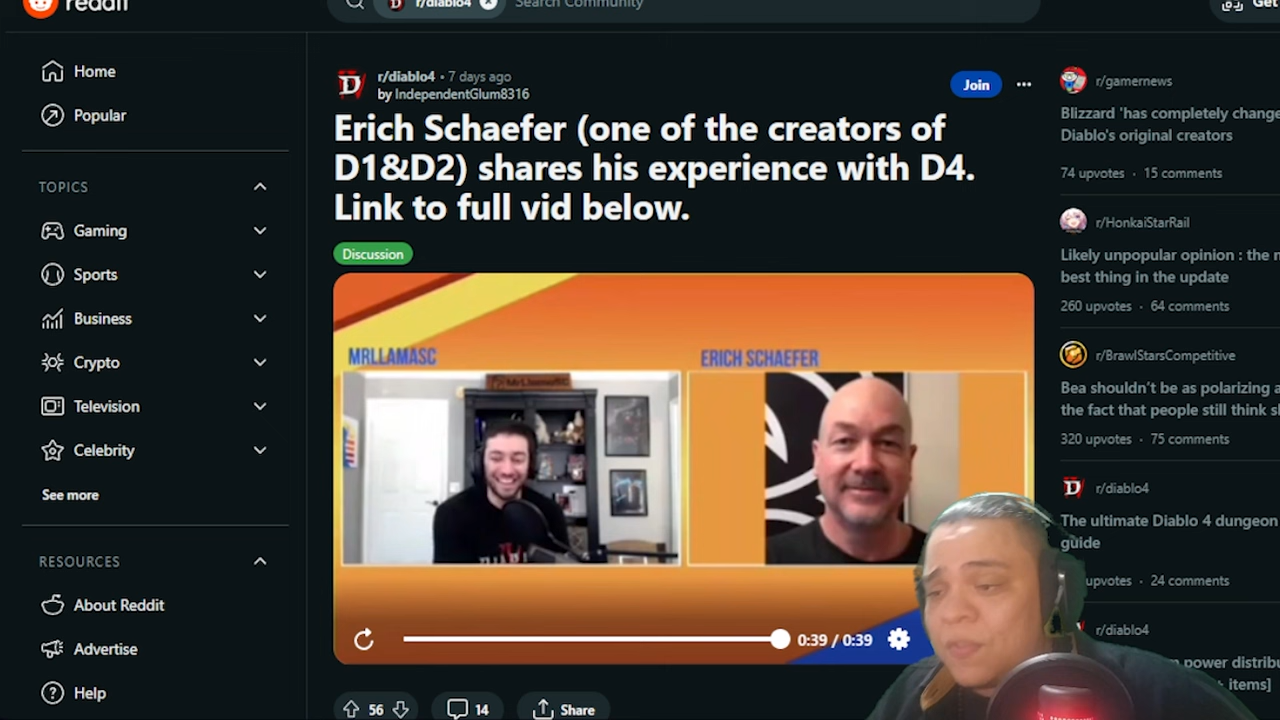 reddit
r/diablo4
Search Community
Get
Home
Popular
TOPICS
Gaming
Sports
Business
Crypto
Television
Celebrity
See more
RESOURCES
About Reddit
Advertise
Help
r/diablo4 • 7 days ago
by IndependentGlum8316
Join
Erich Schaefer (one of the creators of
D1&D2) shares his experience with D4.
Link to full vid below.
Discussion
MRLLAMASC
ERICH SCHAEFER
0:39 / 0:39
56
14
Share
r/gamernews
Blizzard 'has completely change
Diablo's original creators
74 upvotes · 15 comments
r/HonkaiStarRail
Likely unpopular opinion : the m
best thing in the update
260 upvotes · 64 comments
r/BrawlStarsCompetitive
Bea shouldn't be as polarizing a
the fact that people still think s
320 upvotes · 75 comments
r/diablo4
The ultimate Diablo 4 dungeon
guide
upvotes · 24 comments
r/diablo4
power distribu
items]